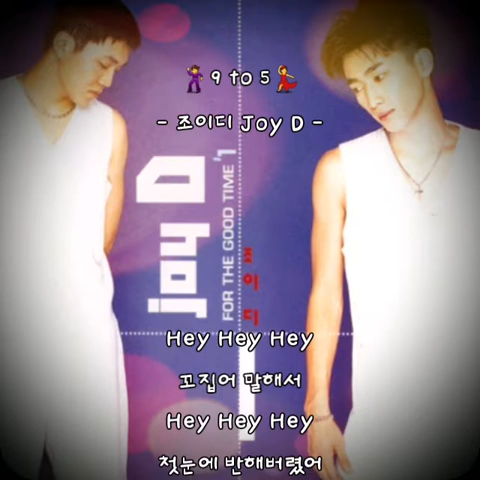 🕺 9 to 5 💃
- 조이디 Joy D -
joy D
FOR THE GOOD TIME '1
조이디
Hey Hey Hey
꼬집어 말해서
Hey Hey Hey
첫눈에 반해버렸어